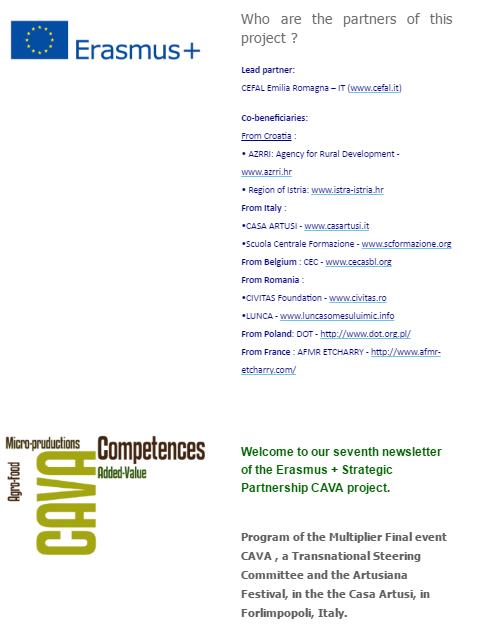 Erasmus+
Who are the partners of this
project ?
Lead partner:
CEFAL Emilia Romagna – IT (www.cefal.it)
Co-beneficiaries:
From Croatia :
• AZRRI: Agency for Rural Development -
www.azrri.hr
• Region of Istria: www.istra-istria.hr
From Italy :
•CASA ARTUSI - www.casartusi.it
•Scuola Centrale Formazione - www.scformazione.org
From Belgium : CEC - www.cecasbl.org
From Romania :
•CIVITAS Foundation - www.civitas.ro
•LUNCA - www.luncasomesuluimic.info
From Poland: DOT - http://www.dot.org.pl/
From France : AFMR ETCHARRY - http://www.afmr-
etcharry.com/
Micro-pruductions
Agro-Food
CAVA
Competences
Added-Value
Welcome to our seventh newsletter
of the Erasmus + Strategic
Partnership CAVA project.
Program of the Multiplier Final event
CAVA , a Transnational Steering
Committee and the Artusiana
Festival, in the the Casa Artusi, in
Forlimpopoli, Italy.